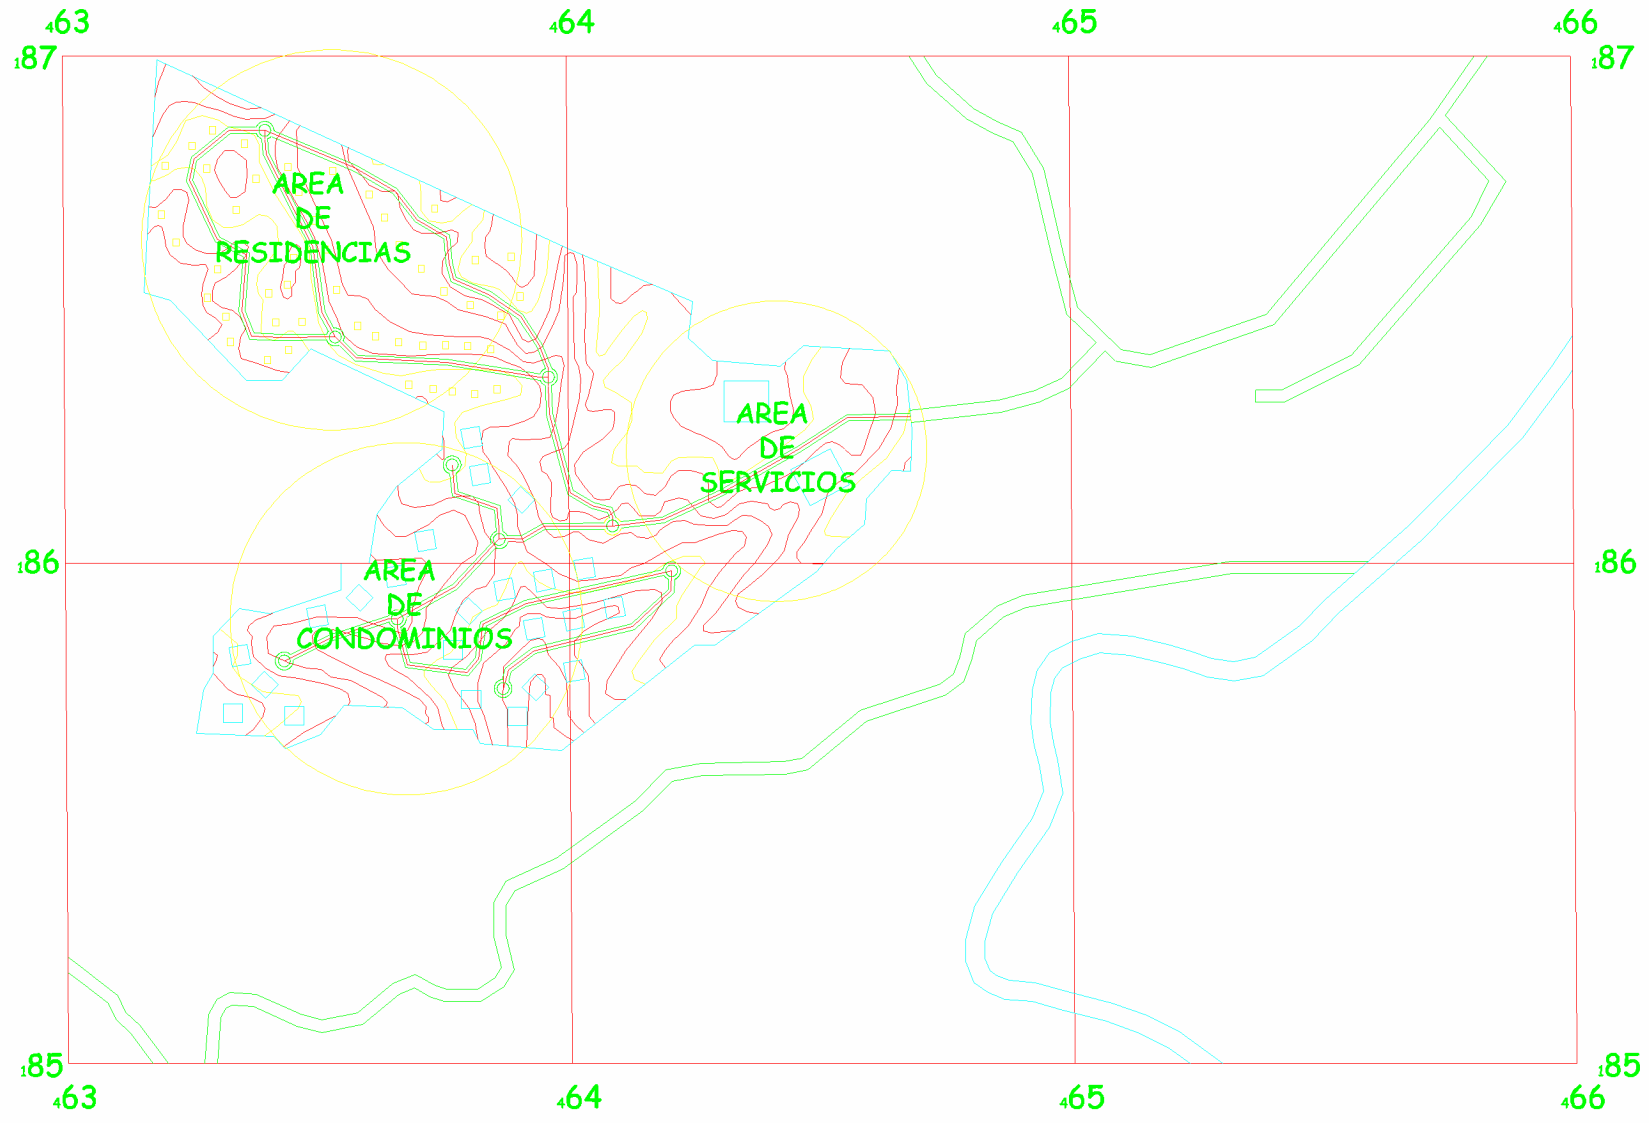 463 464 465 466
187 187
AREA
DE
RESIDENCIAS
AREA
DE
SERVICIOS
186 186
AREA
DE
CONDOMINIOS
185 185
463 464 465 466